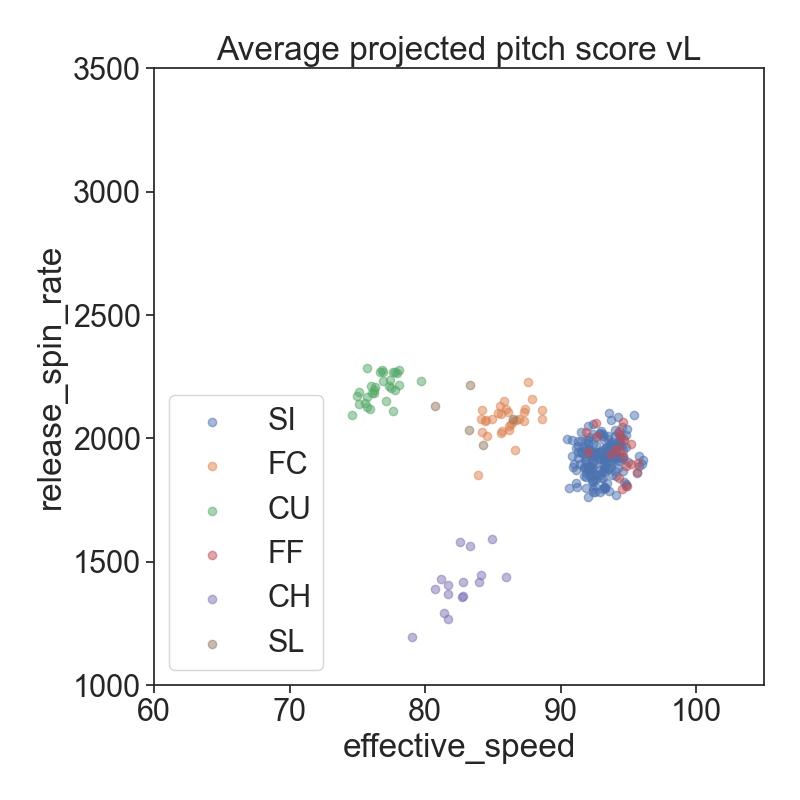 Average projected pitch score vL
3500
3000
2500
2000
1500
1000
release_spin_rate
SI
FC
CU
FF
CH
SL
60
70
80
90
100
effective_speed